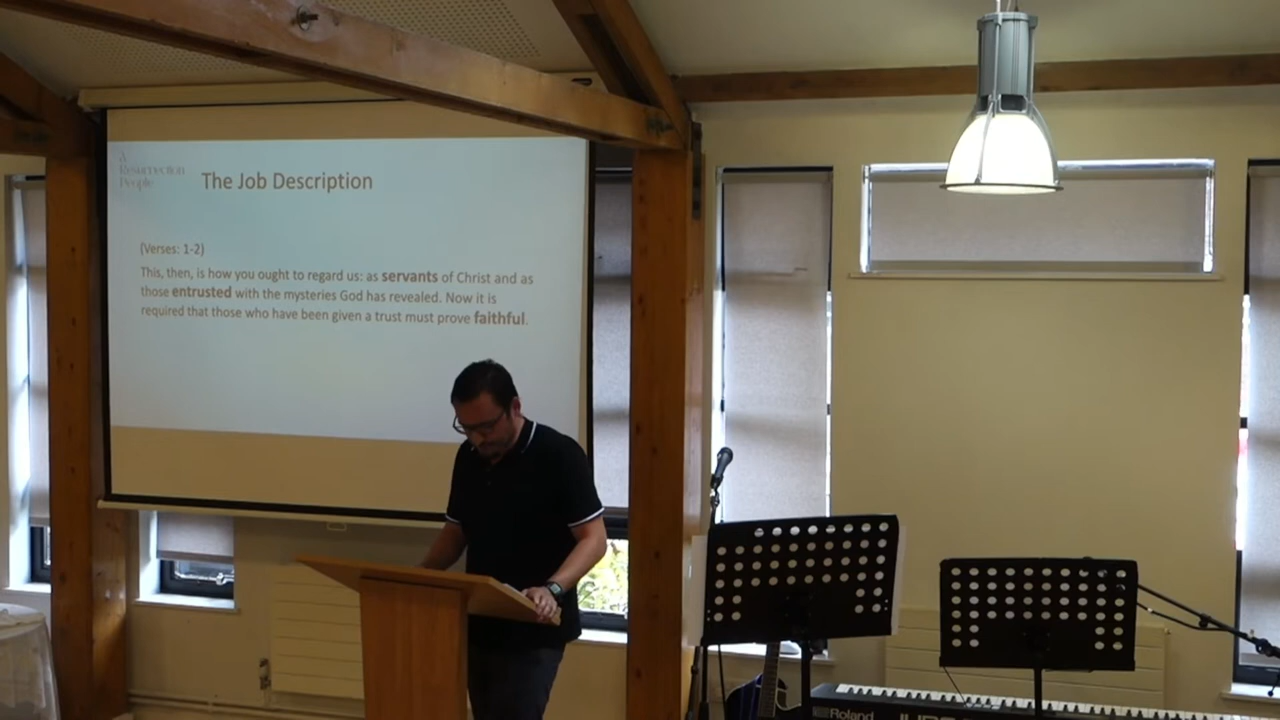 A
Resurrection
People
The Job Description
(Verses: 1-2)
This, then, is how you ought to regard us: as servants of Christ and as
those entrusted with the mysteries God has revealed. Now it is
required that those who have been given a trust must prove faithful.
Roland